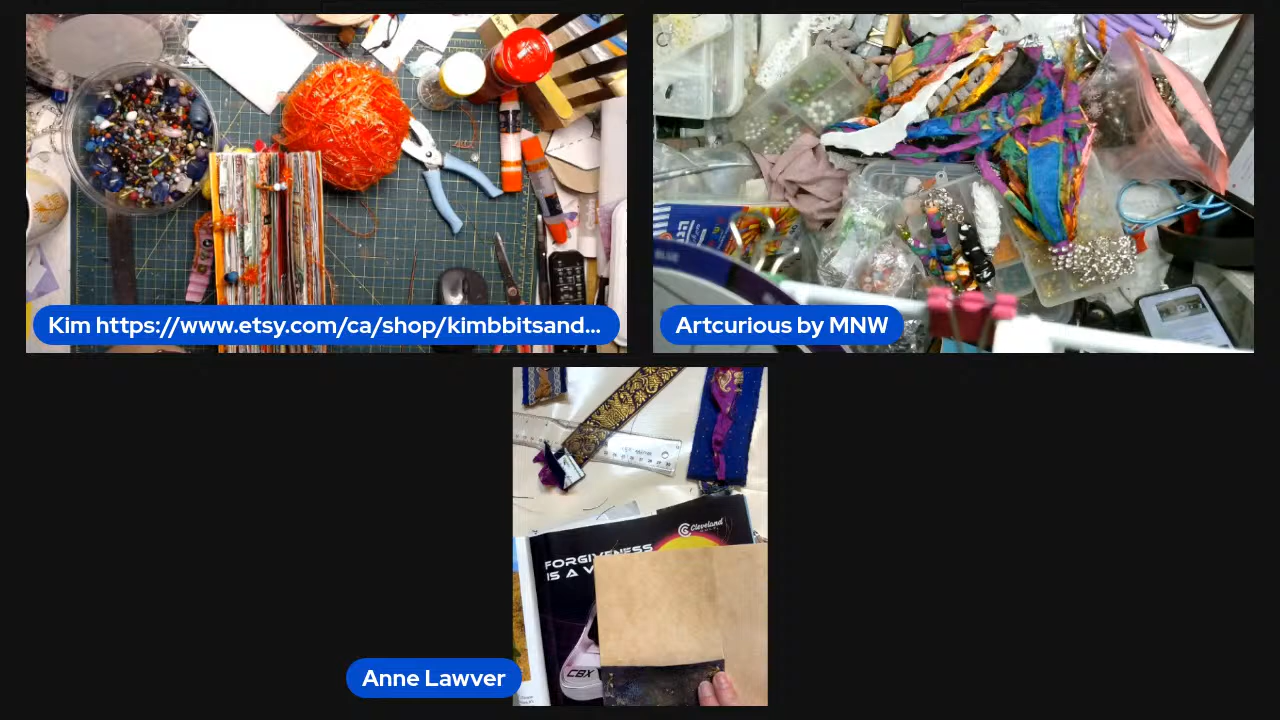 Kim https://www.etsy.com/ca/shop/kimbbitsand...
Artcurious by MNW
Cleveland
FORGIVENESS
IS A V
CBX
Anne Lawver